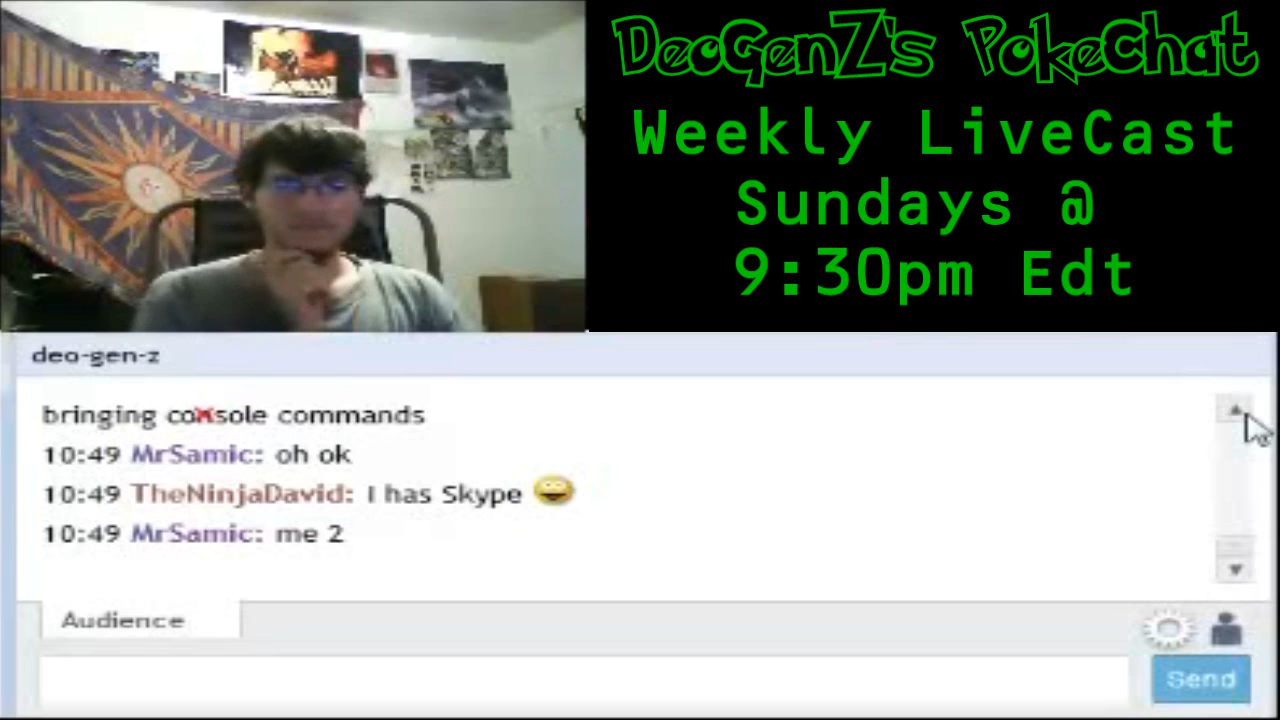 DeoGenZ's PokeChat
Weekly LiveCast
Sundays @
9:30pm Edt
deo-gen-z
bringing console commands
10:49 MrSamic: oh ok
10:49 TheNinjaDavid: I has Skype
10:49 MrSamic: me 2
Audience
Send